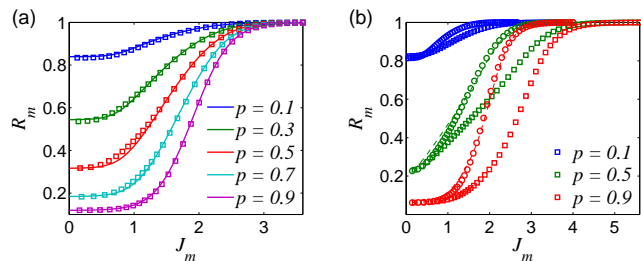 (a)
R_m
1
0.8
0.6
0.4
0.2
0 1 2 3
J_m
p = 0.1
p = 0.3
p = 0.5
p = 0.7
p = 0.9
(b)
R_m
1
0.8
0.6
0.4
0.2
0 1 2 3 4 5
J_m
p = 0.1
p = 0.5
p = 0.9